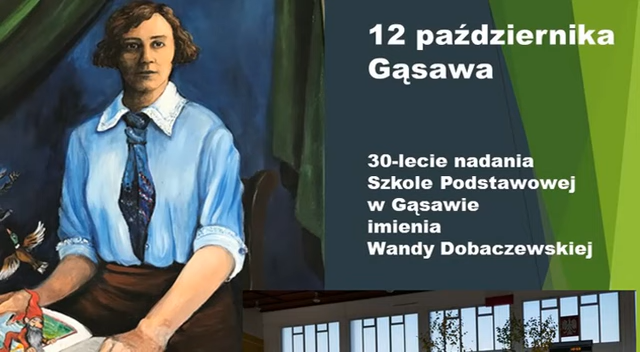 12 października
Gąsawa
30-lecie nadania
Szkole Podstawowej
w Gąsawie
imienia
Wandy Dobaczewskiej